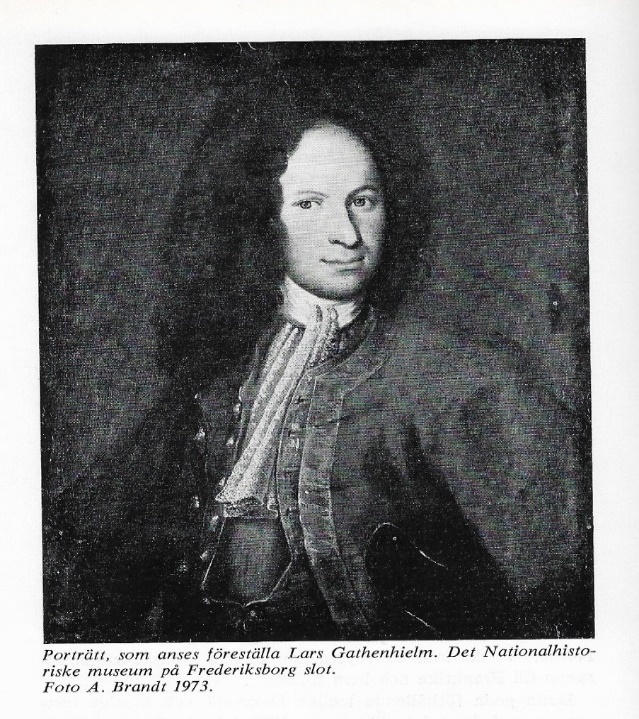 Porträtt, som anses föreställa Lars Gathenhielm. Det Nationalhisto-
riske museum på Frederiksborg slot.
Foto A. Brandt 1973.